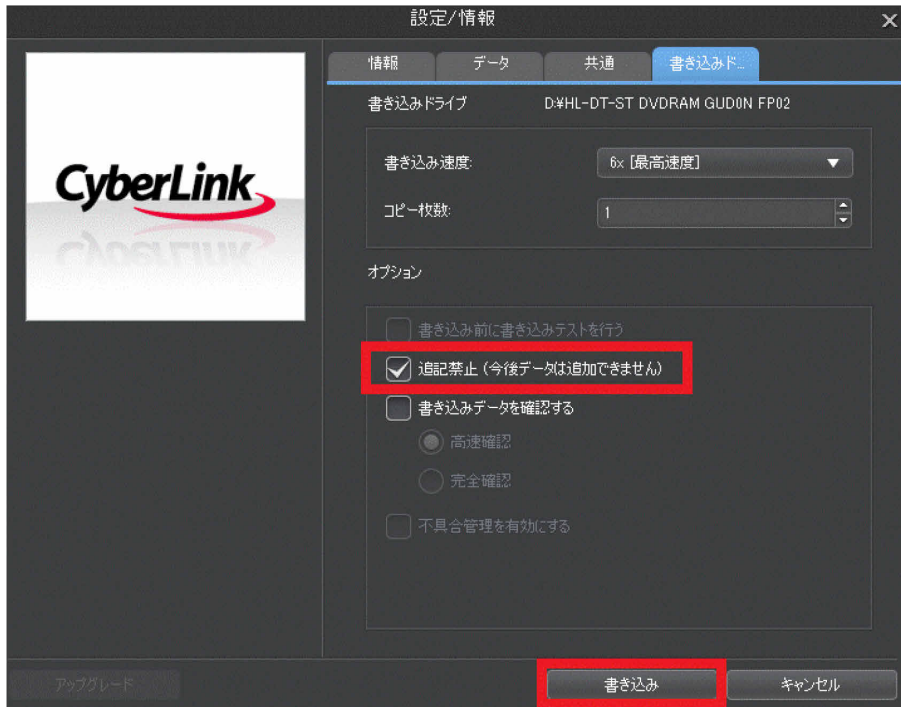 設定/情報
情報 データ 共通 書き込みド...
書き込みドライブ D:¥HL-DT-ST DVDRAM GUD0N FP02
CyberLink
書き込み速度: 6x [最高速度]
コピー枚数: 1
オプション
書き込み前に書き込みテストを行う
追記禁止 (今後データは追加できません)
書き込みデータを確認する
高速確認
完全確認
不具合管理を有効にする
アップグレード 書き込み キャンセル